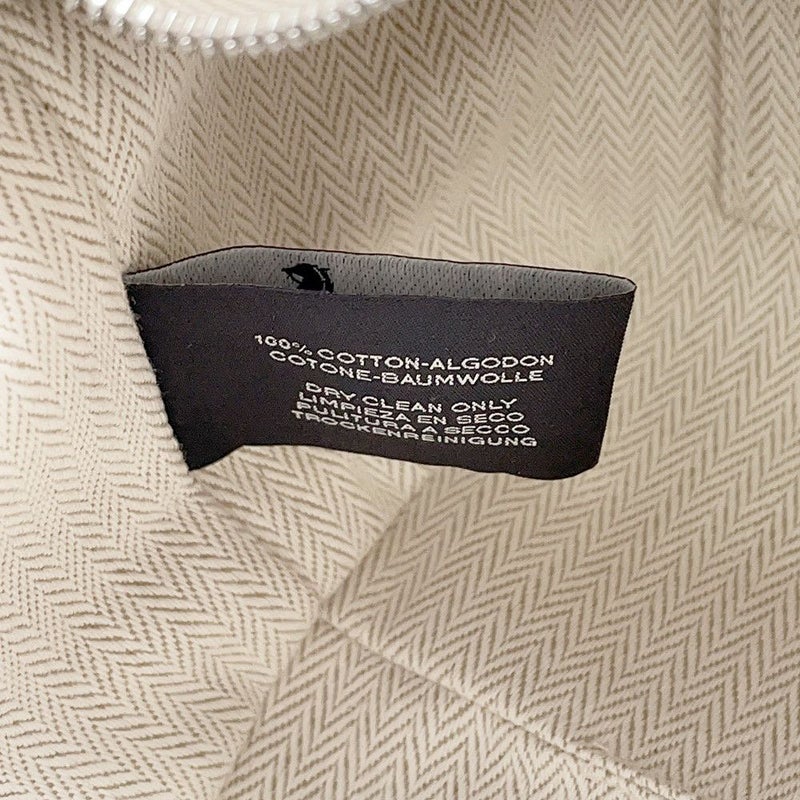 100% COTTON-ALGODON
COTONE-BAUMWOLLE
DRY CLEAN ONLY
LIMPIEZA EN SECO
PULITURA A SECCO
TROCKENREINIGUNG